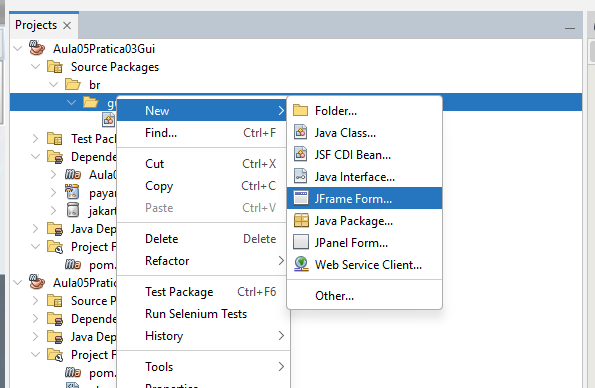 Projects
Aula05Pratica03Gui
Source Packages
br
New
Folder...
Find... Ctrl+F
Java Class...
Test Pac
JSF CDI Bean...
Depende
Cut Ctrl+X
Java Interface...
Aula0
Copy Ctrl+C
JFrame Form...
payar
Paste Ctrl+V
Java Package...
jakart
Java Dep
Delete Delete
JPanel Form...
Project F
Refactor
Web Service Client...
pom.
Aula05Pratica
Test Package Ctrl+F6
Other...
Source P
Run Selenium Tests
Depende
History
Java Dep
Project F
Tools
pom.
Properties